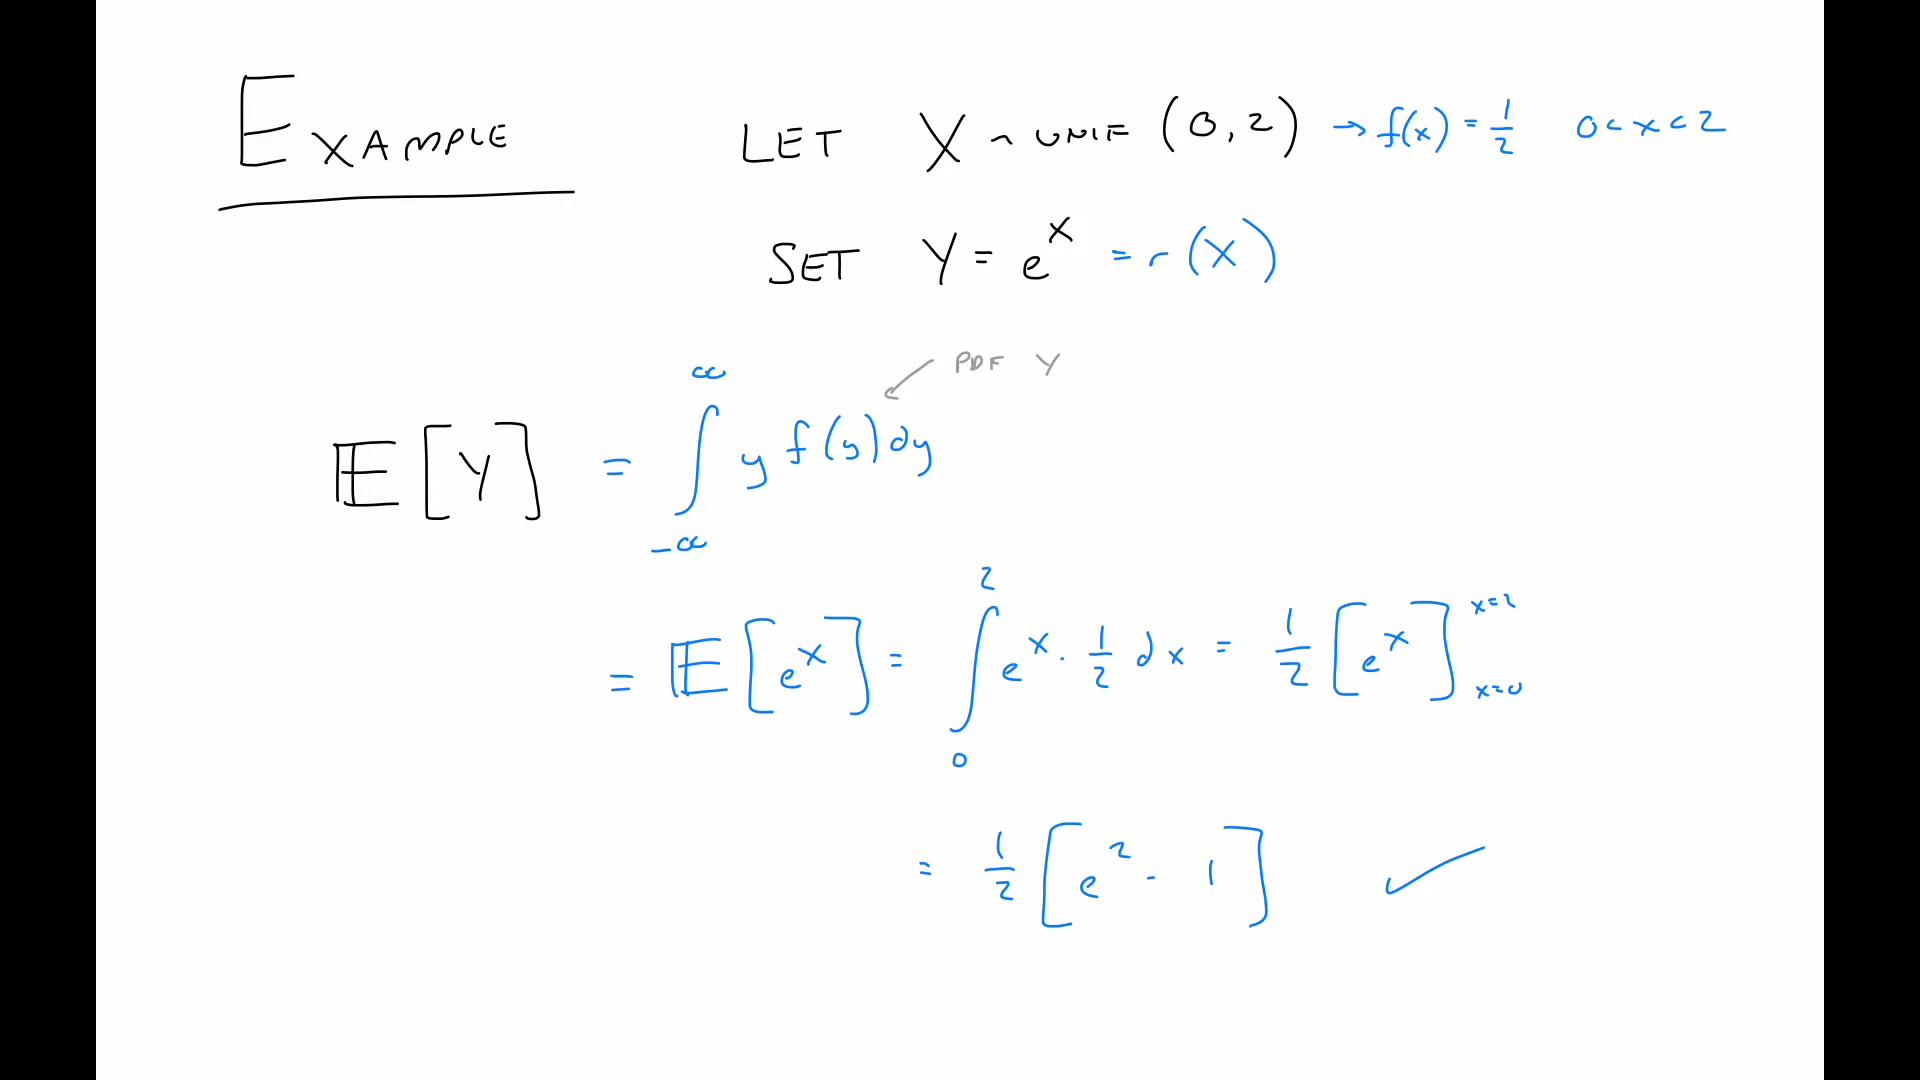 EXAMPLE
LET X ~ UNIF (0,2) → f(x) = 1/2 0<x<2
SET Y = e^X = r(X)
PDF Y
E[Y] = ∫_{-∞}^{∞} y f(y) dy
= E[e^X] = ∫_0^2 e^x · 1/2 dx = 1/2 [e^x]_{x=0}^{x=2}
= 1/2 [e^2 - 1] ✓